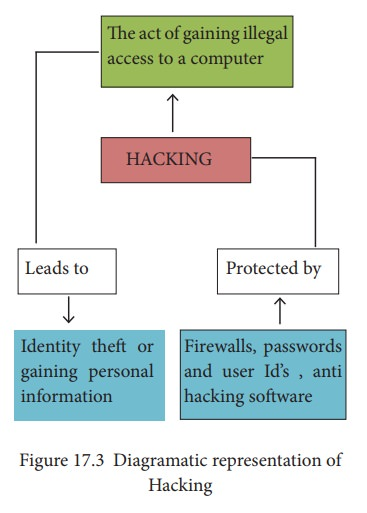 The act of gaining illegal
access to a computer
HACKING
Leads to
Protected by
Identity theft or
gaining personal
information
Firewalls, passwords
and user Id's , anti
hacking software
Figure 17.3 Diagramatic representation of
Hacking